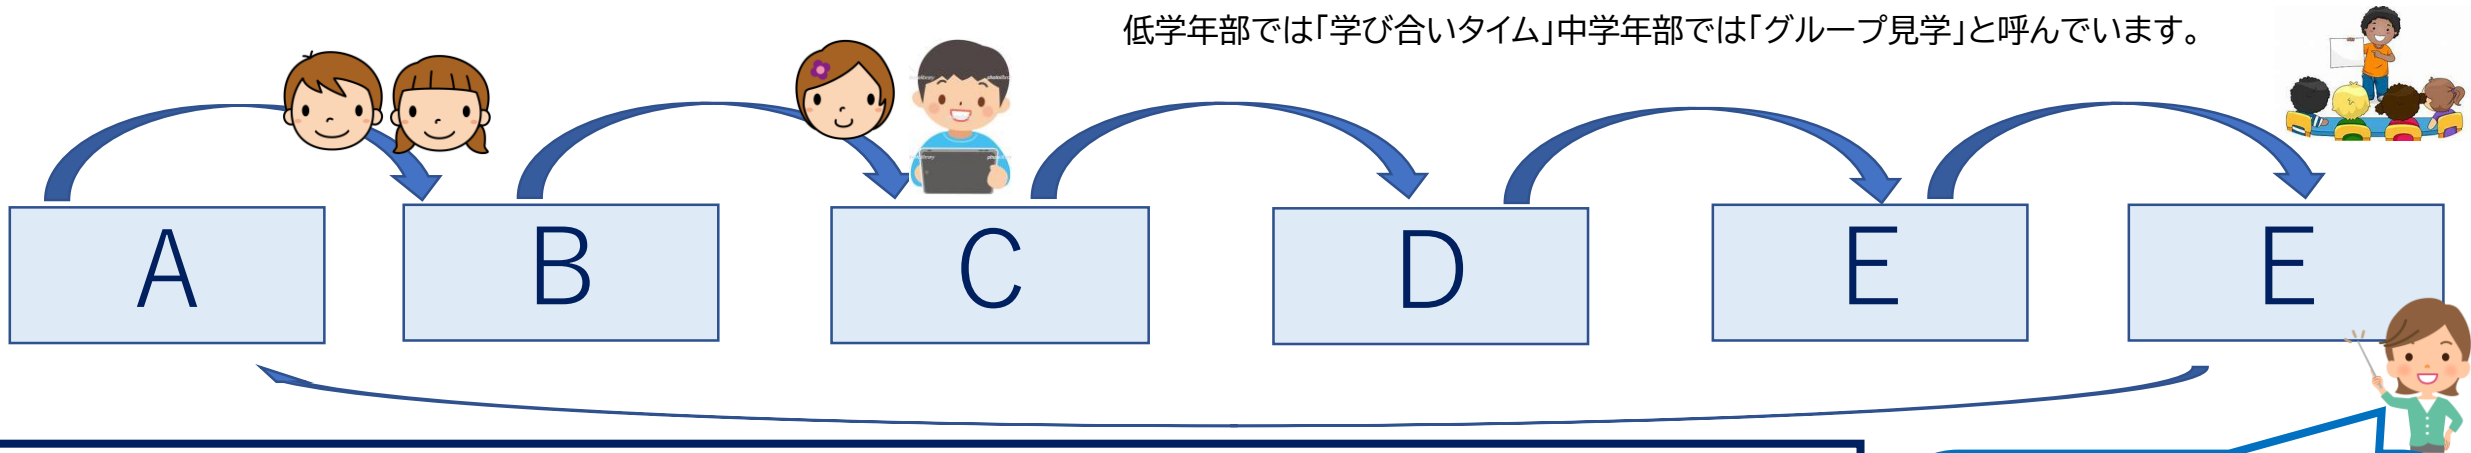 低学年部では「学び合いタイム」中学年部では「グループ見学」と呼んでいます。
A B C D E E